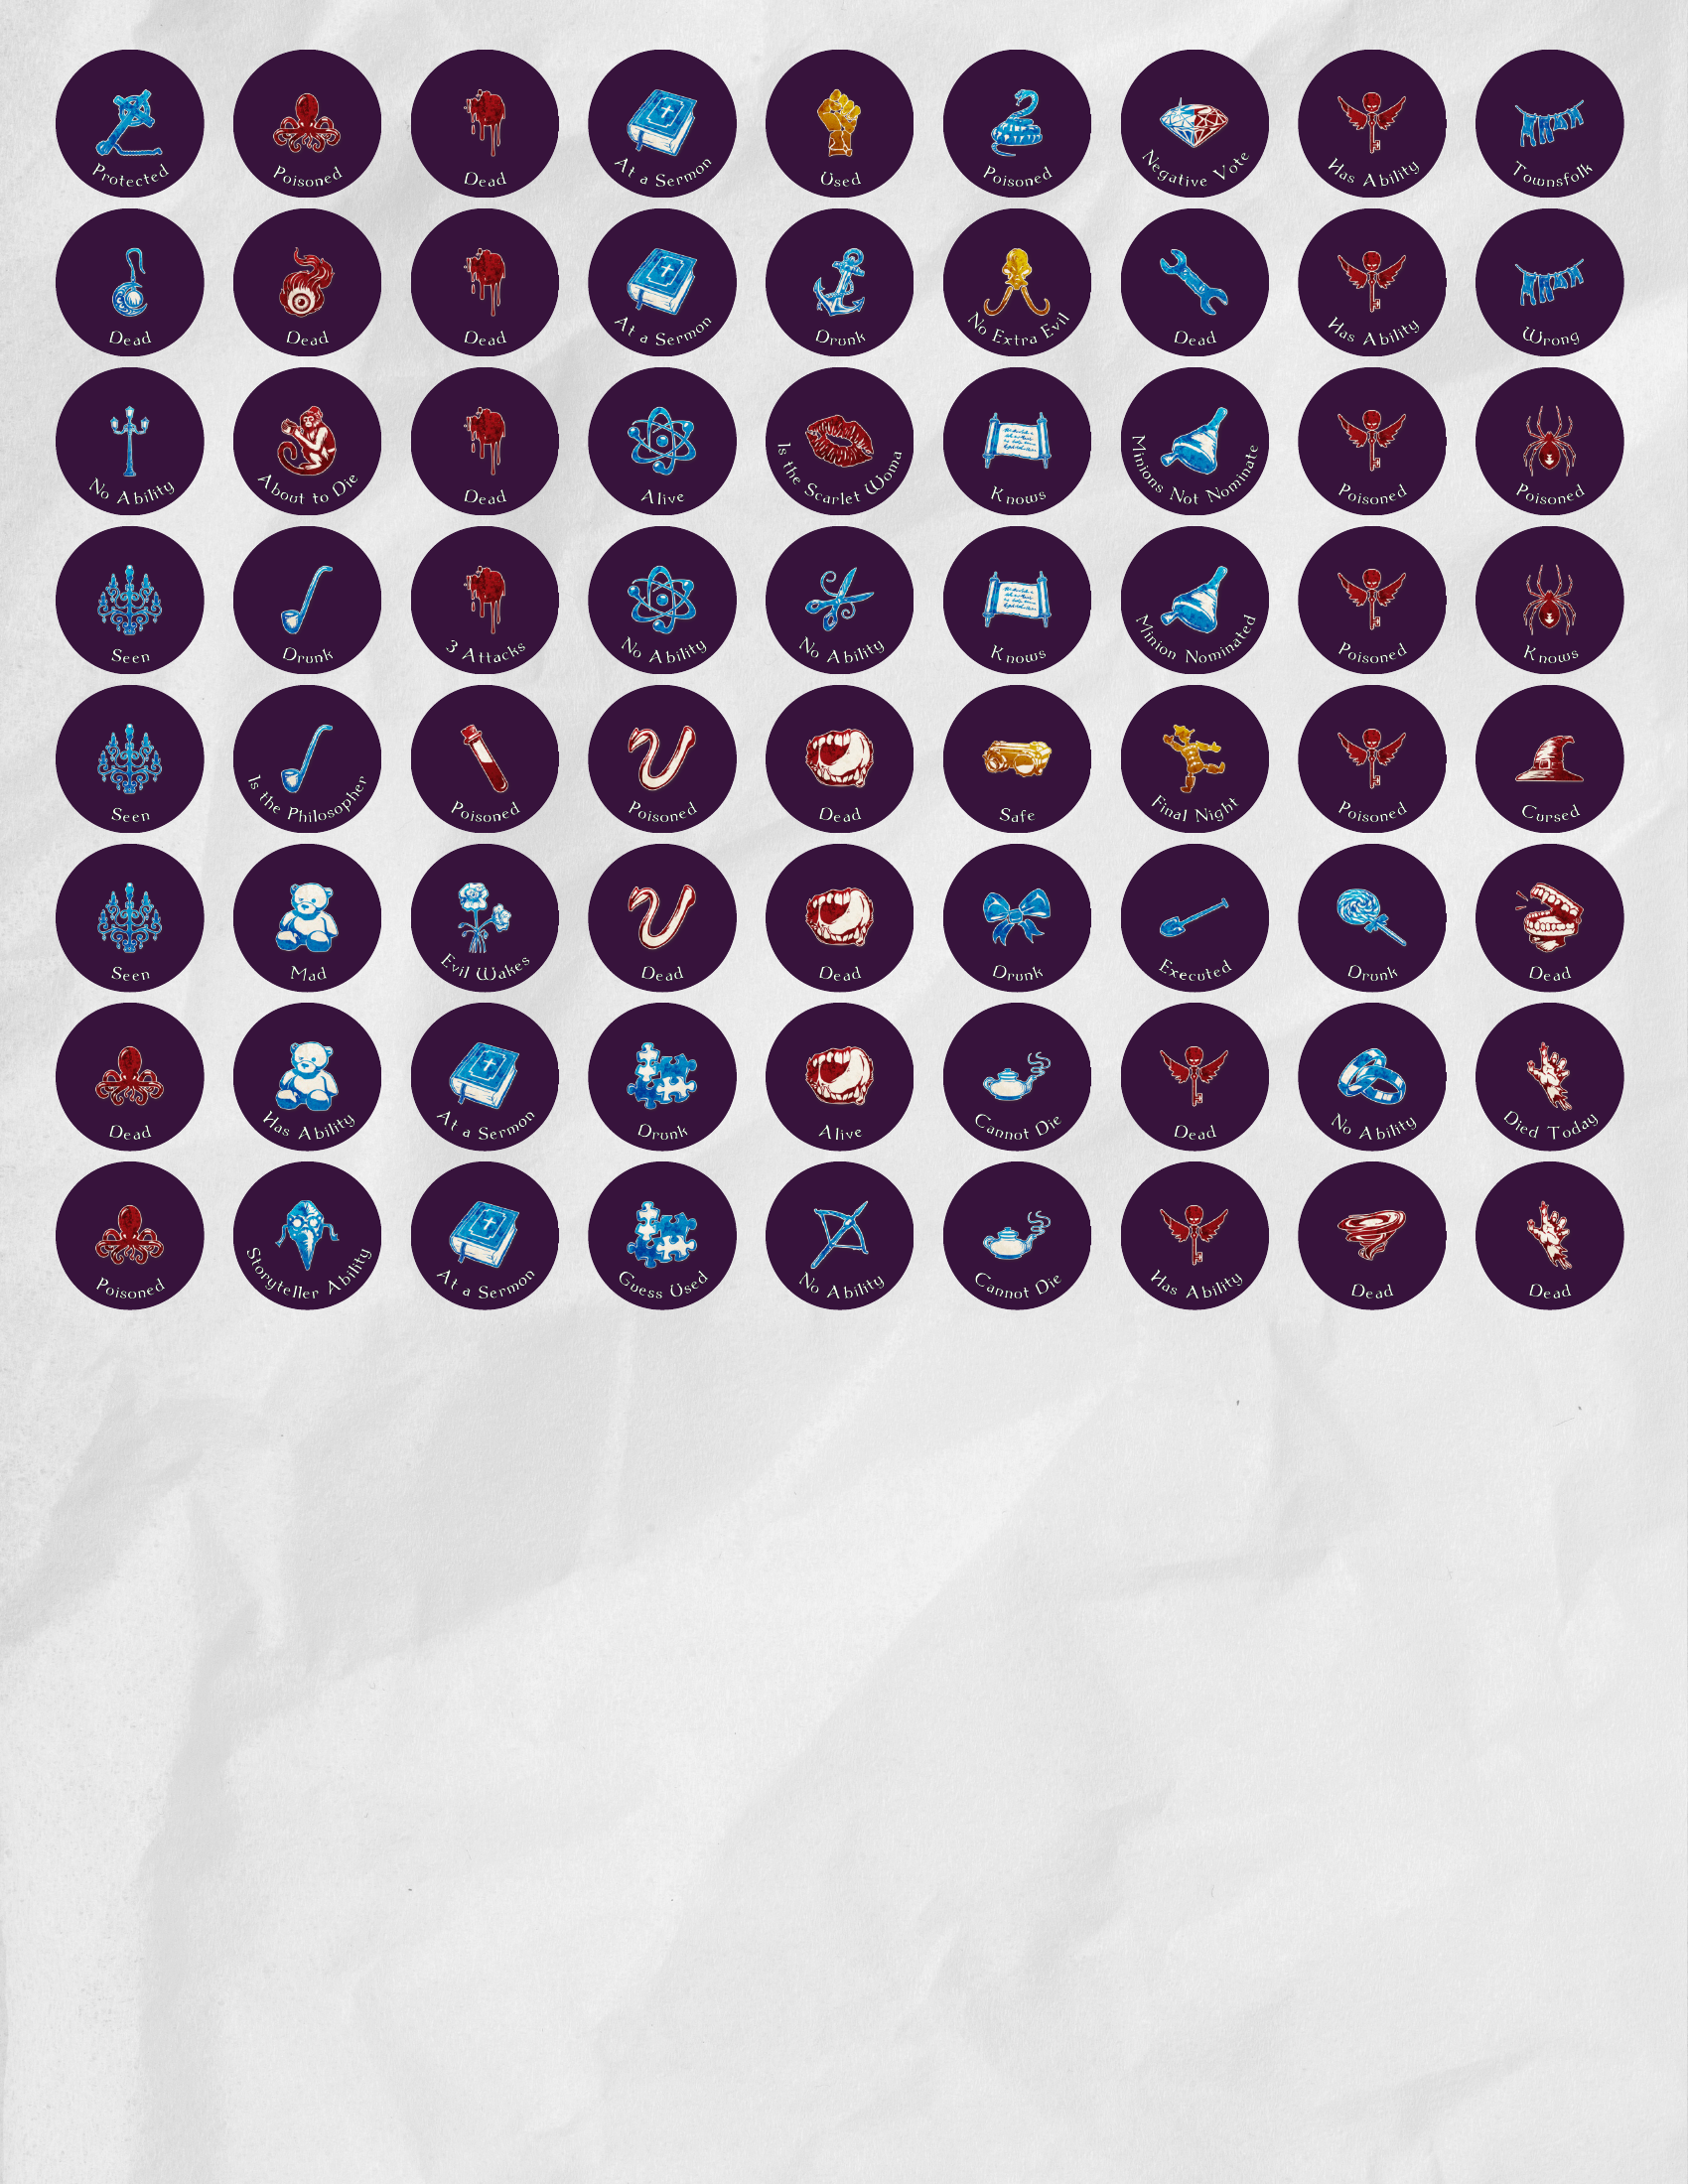 Protected
Poisoned
Dead
At a Sermon
Used
Poisoned
Negative Vote
Has Ability
Townsfolk
Dead
Dead
Dead
At a Sermon
Drunk
No Extra Evil
Dead
Has Ability
Wrong
No Ability
About to Die
Dead
Alive
Is the Scarlet Woma
Knows
Minions Not Nominate
Poisoned
Poisoned
Seen
Drunk
3 Attacks
No Ability
No Ability
Knows
Minion Nominated
Poisoned
Knows
Seen
Is the Philosopher
Poisoned
Poisoned
Dead
Safe
Final Night
Poisoned
Cursed
Seen
Mad
Evil Wakes
Dead
Dead
Drunk
Executed
Drunk
Dead
Dead
Has Ability
At a Sermon
Drunk
Alive
Cannot Die
Dead
No Ability
Died Today
Poisoned
Storyteller Ability
At a Sermon
Guess Used
No Ability
Cannot Die
Has Ability
Dead
Dead